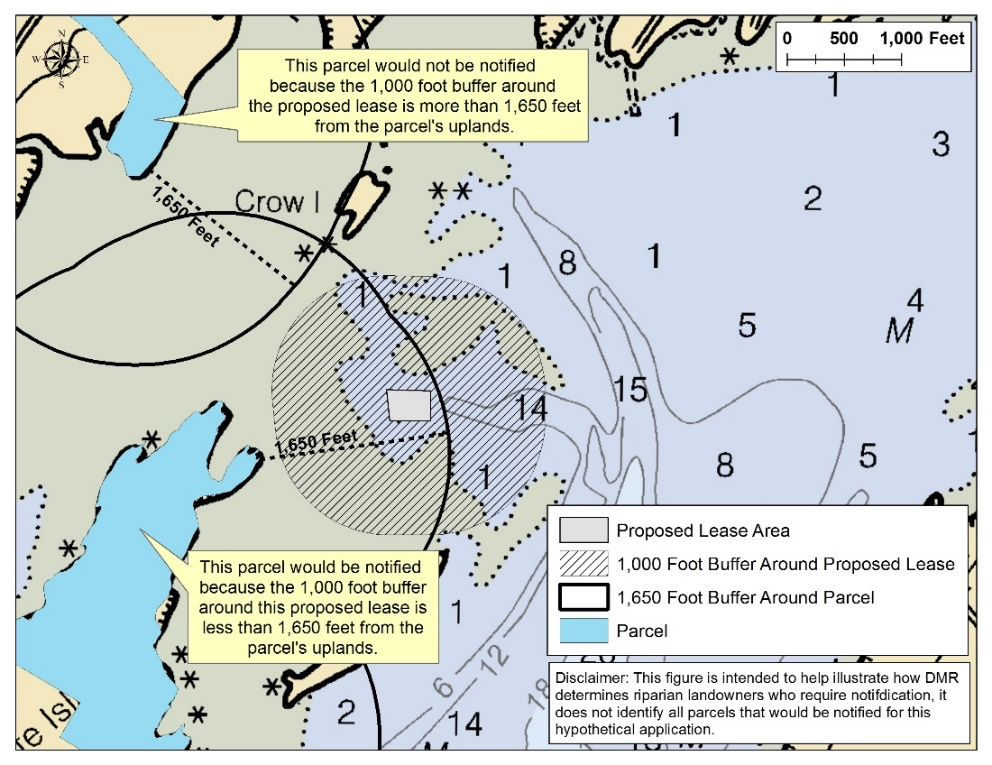 N
W E
S
0 500 1,000 Feet
This parcel would not be notified
because the 1,000 foot buffer around
the proposed lease is more than 1,650 feet
from the parcel's uplands.
1
1
3
2
1,650 Feet
Crow I
8
1
1
1
4
5
M
15
14
1,650 Feet
8
5
1
This parcel would be notified
because the 1,000 foot buffer
around this proposed lease is
less than 1,650 feet from the
parcel's uplands.
1
Proposed Lease Area
1,000 Foot Buffer Around Proposed Lease
1,650 Foot Buffer Around Parcel
Parcel
6
12
18
2
14
e Isl
Disclaimer: This figure is intended to help illustrate how DMR
determines riparian landowners who require notifdication, it
does not identify all parcels that would be notified for this
hypothetical application.